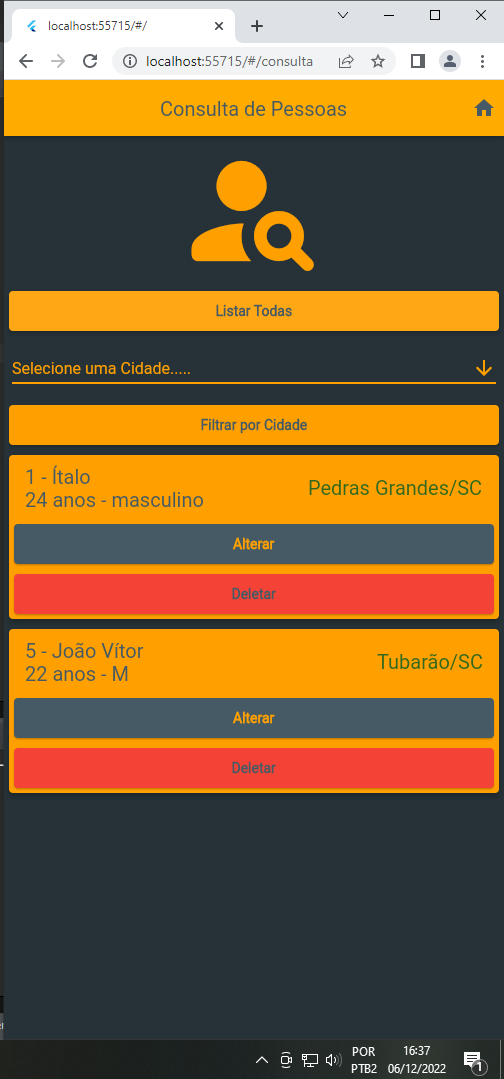 localhost:55715/#/
localhost:55715/#/consulta
Consulta de Pessoas
Listar Todas
Selecione uma Cidade.....
Filtrar por Cidade
1 - Ítalo
24 anos - masculino
Pedras Grandes/SC
Alterar
Deletar
5 - João Vítor
22 anos - M
Tubarão/SC
Alterar
Deletar
POR
PTB2
16:37
06/12/2022
1